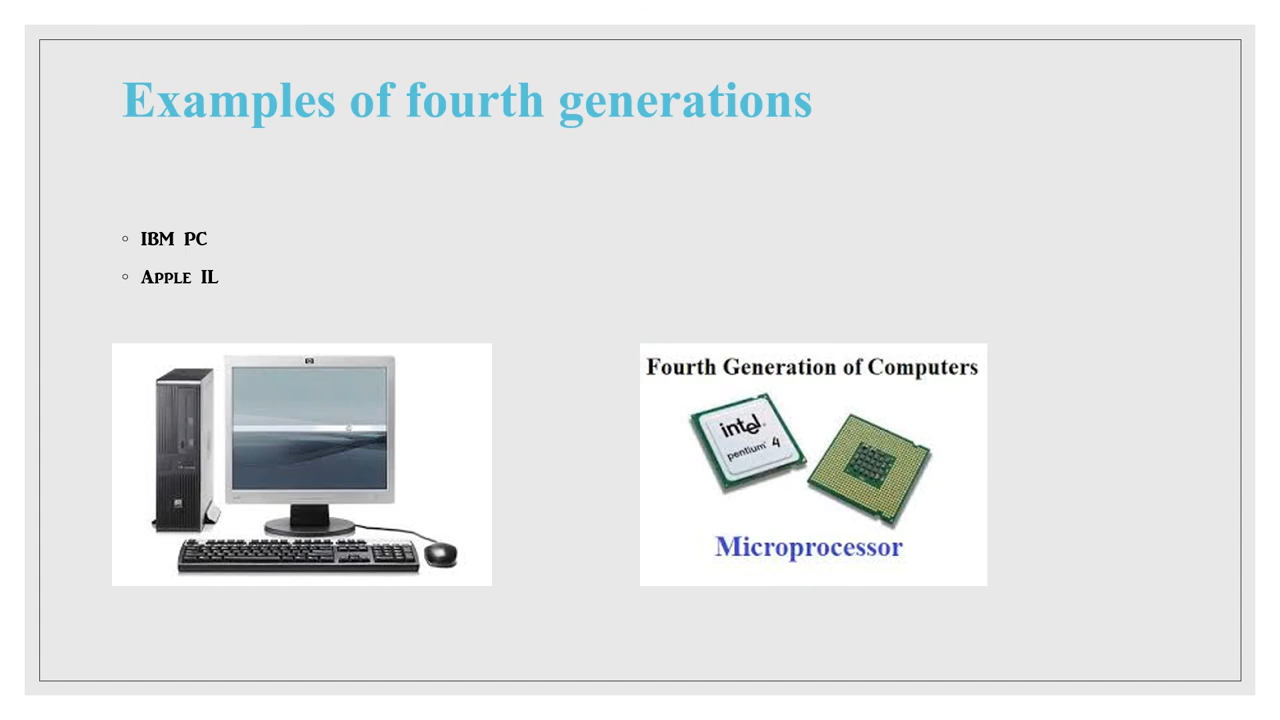 Examples of fourth generations
◦ IBM PC
◦ Apple IL
Fourth Generation of Computers
intel
pentium 4
Microprocessor